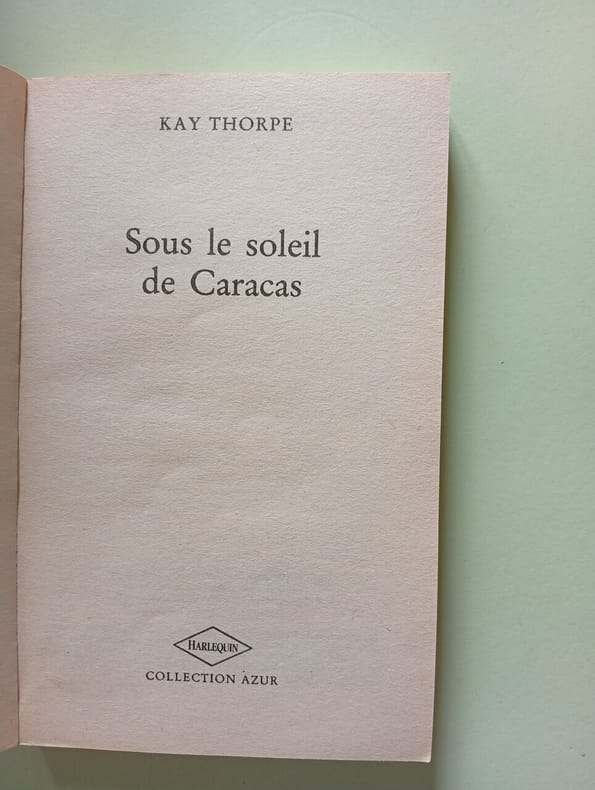 KAY THORPE
Sous le soleil
de Caracas
HARLEQUIN
COLLECTION AZUR